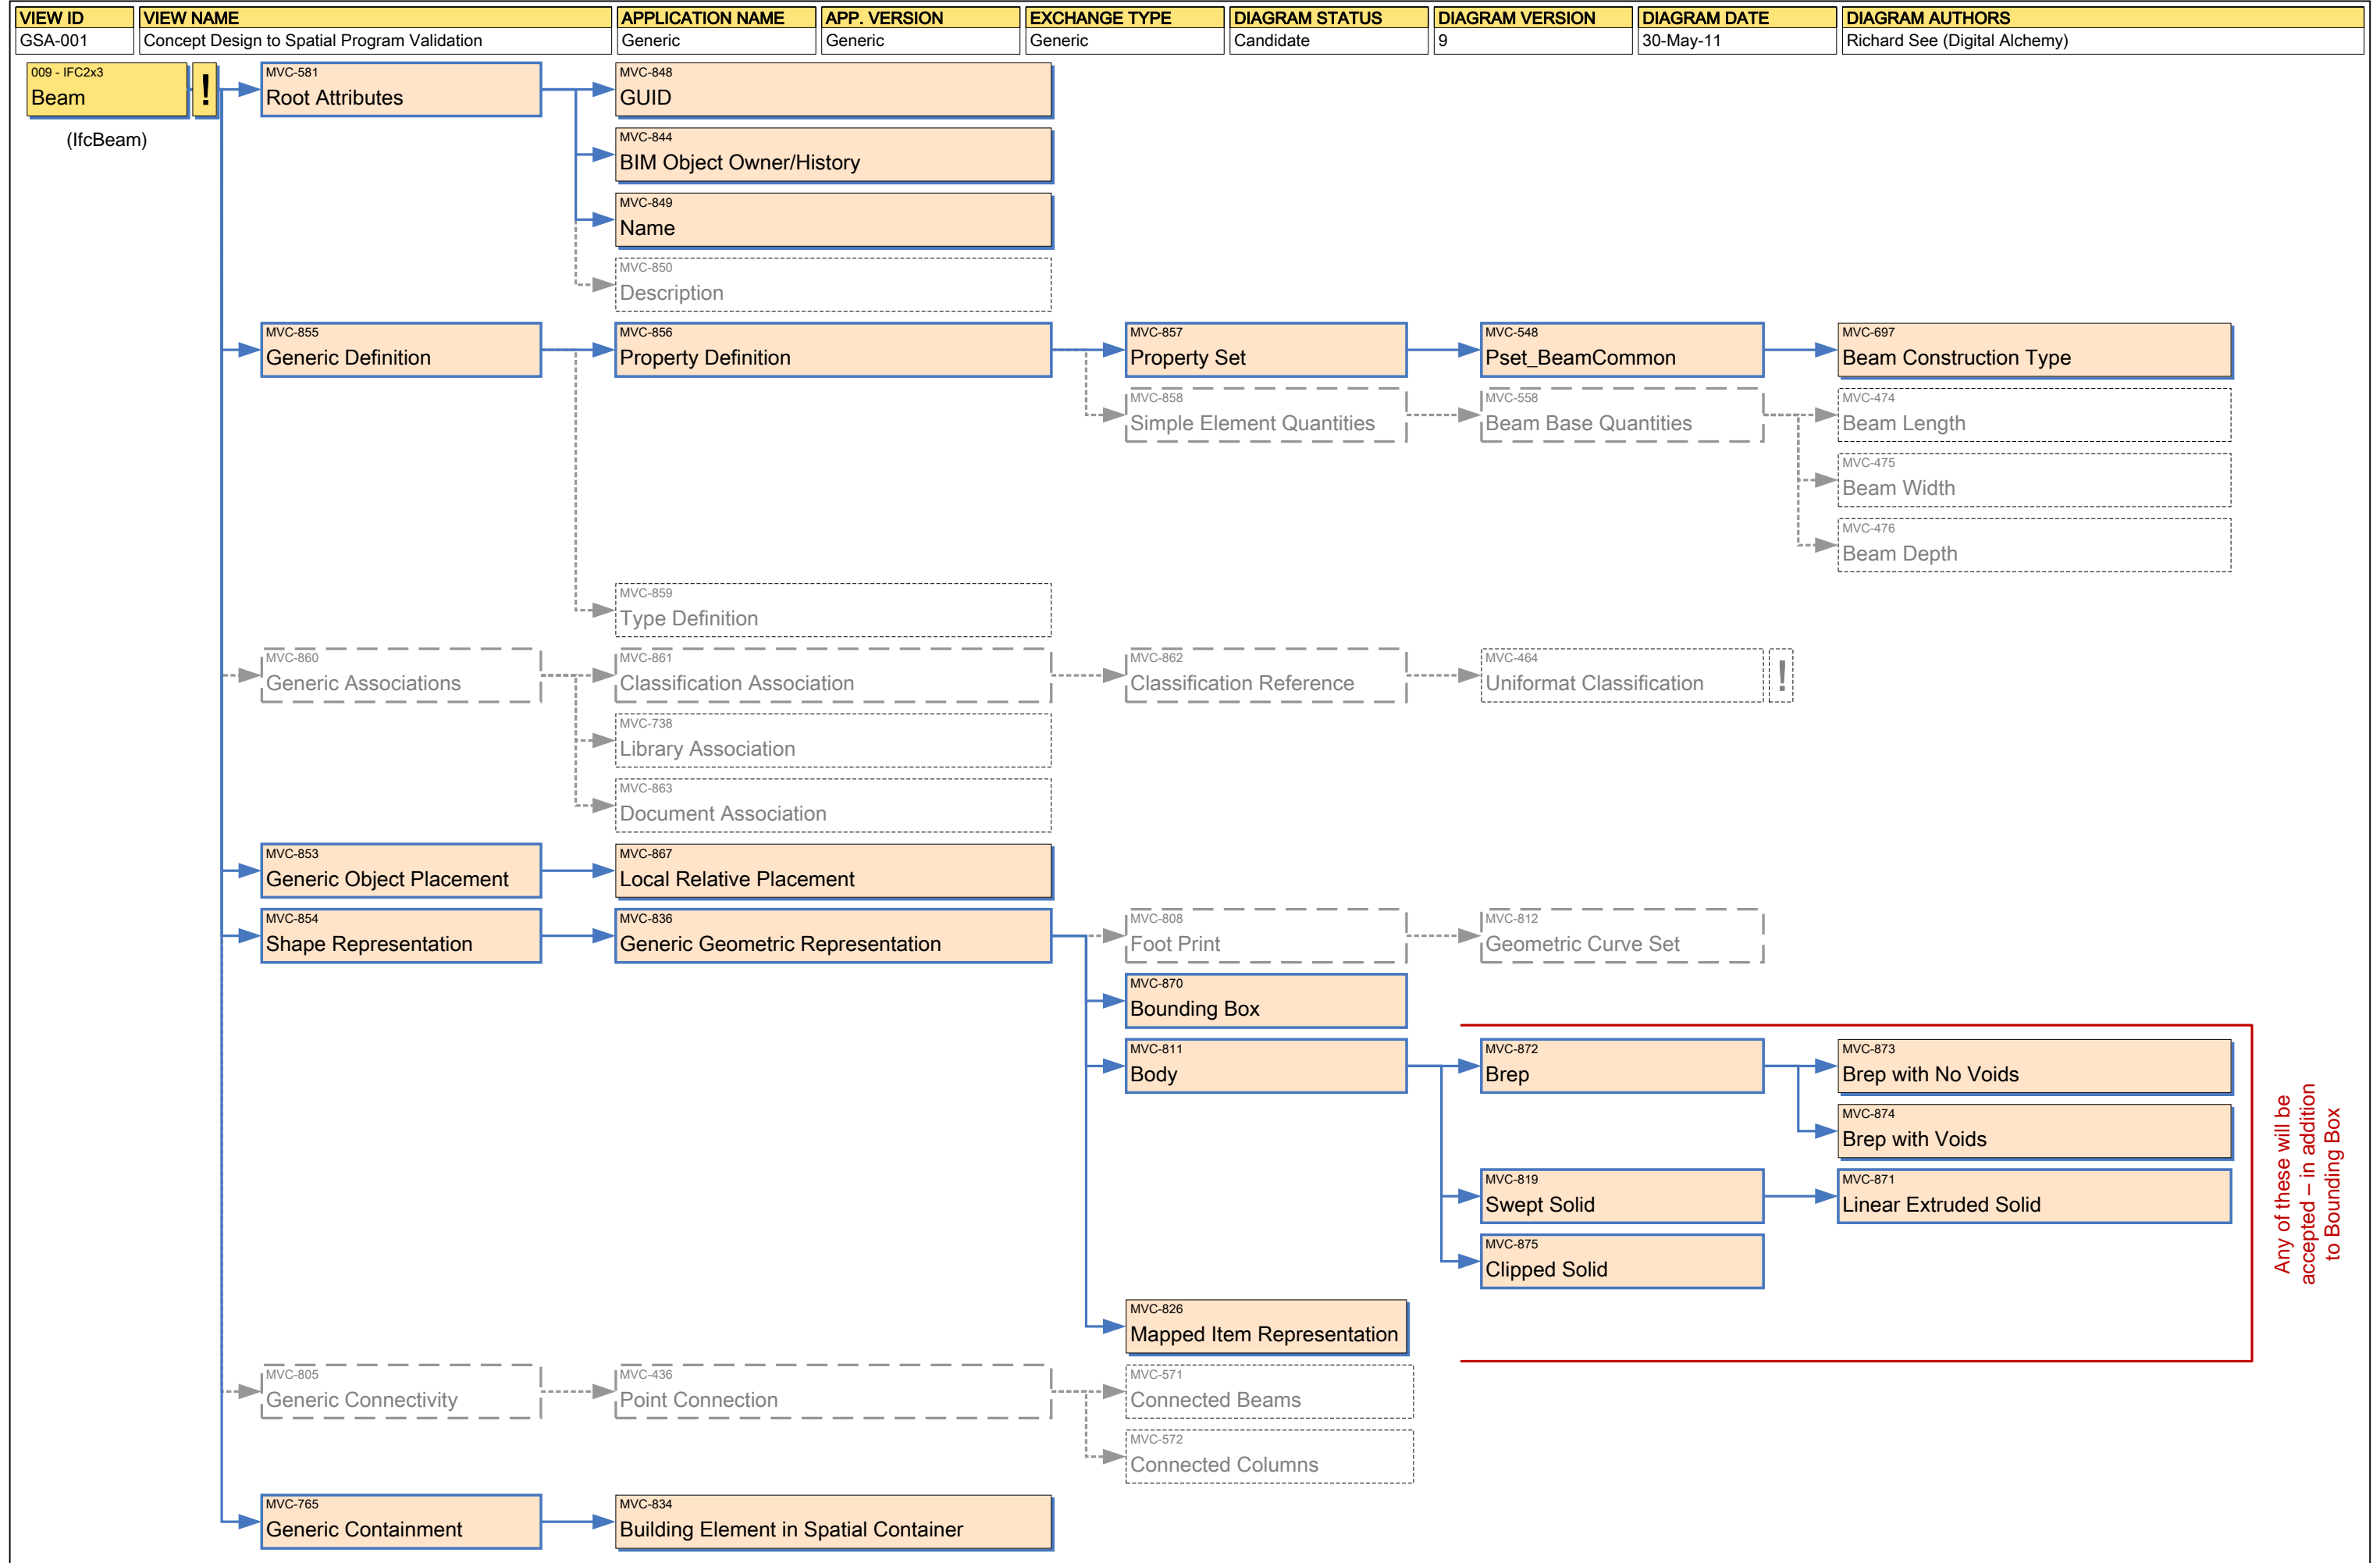 VIEW ID VIEW NAME APPLICATION NAME APP. VERSION EXCHANGE TYPE DIAGRAM STATUS DIAGRAM VERSION DIAGRAM DATE DIAGRAM AUTHORS
GSA-001 Concept Design to Spatial Program Validation Generic Generic Generic Candidate 9 30-May-11 Richard See (Digital Alchemy)
009 - IFC2x3 MVC-581 MVC-848
Beam ! Root Attributes GUID
(IfcBeam)
MVC-844
BIM Object Owner/History
MVC-849
Name
MVC-850
Description
MVC-855 MVC-856 MVC-857 MVC-548 MVC-697
Generic Definition Property Definition Property Set Pset_BeamCommon Beam Construction Type
MVC-858 MVC-558 MVC-474
Simple Element Quantities Beam Base Quantities Beam Length
MVC-475
Beam Width
MVC-476
Beam Depth
MVC-859
Type Definition
MVC-860 MVC-861 MVC-862 MVC-464
Generic Associations Classification Association Classification Reference Uniformat Classification !
MVC-738
Library Association
MVC-863
Document Association
MVC-853 MVC-867
Generic Object Placement Local Relative Placement
MVC-854 MVC-836 MVC-808 MVC-812
Shape Representation Generic Geometric Representation Foot Print Geometric Curve Set
MVC-870
Bounding Box
MVC-811 MVC-872 MVC-873
Body Brep Brep with No Voids
MVC-874
Brep with Voids
MVC-819 MVC-871
Swept Solid Linear Extruded Solid
MVC-875
Clipped Solid
Any of these will be
accepted – in addition
to Bounding Box
MVC-826
Mapped Item Representation
MVC-805 MVC-436 MVC-571
Generic Connectivity Point Connection Connected Beams
MVC-572
Connected Columns
MVC-765 MVC-834
Generic Containment Building Element in Spatial Container